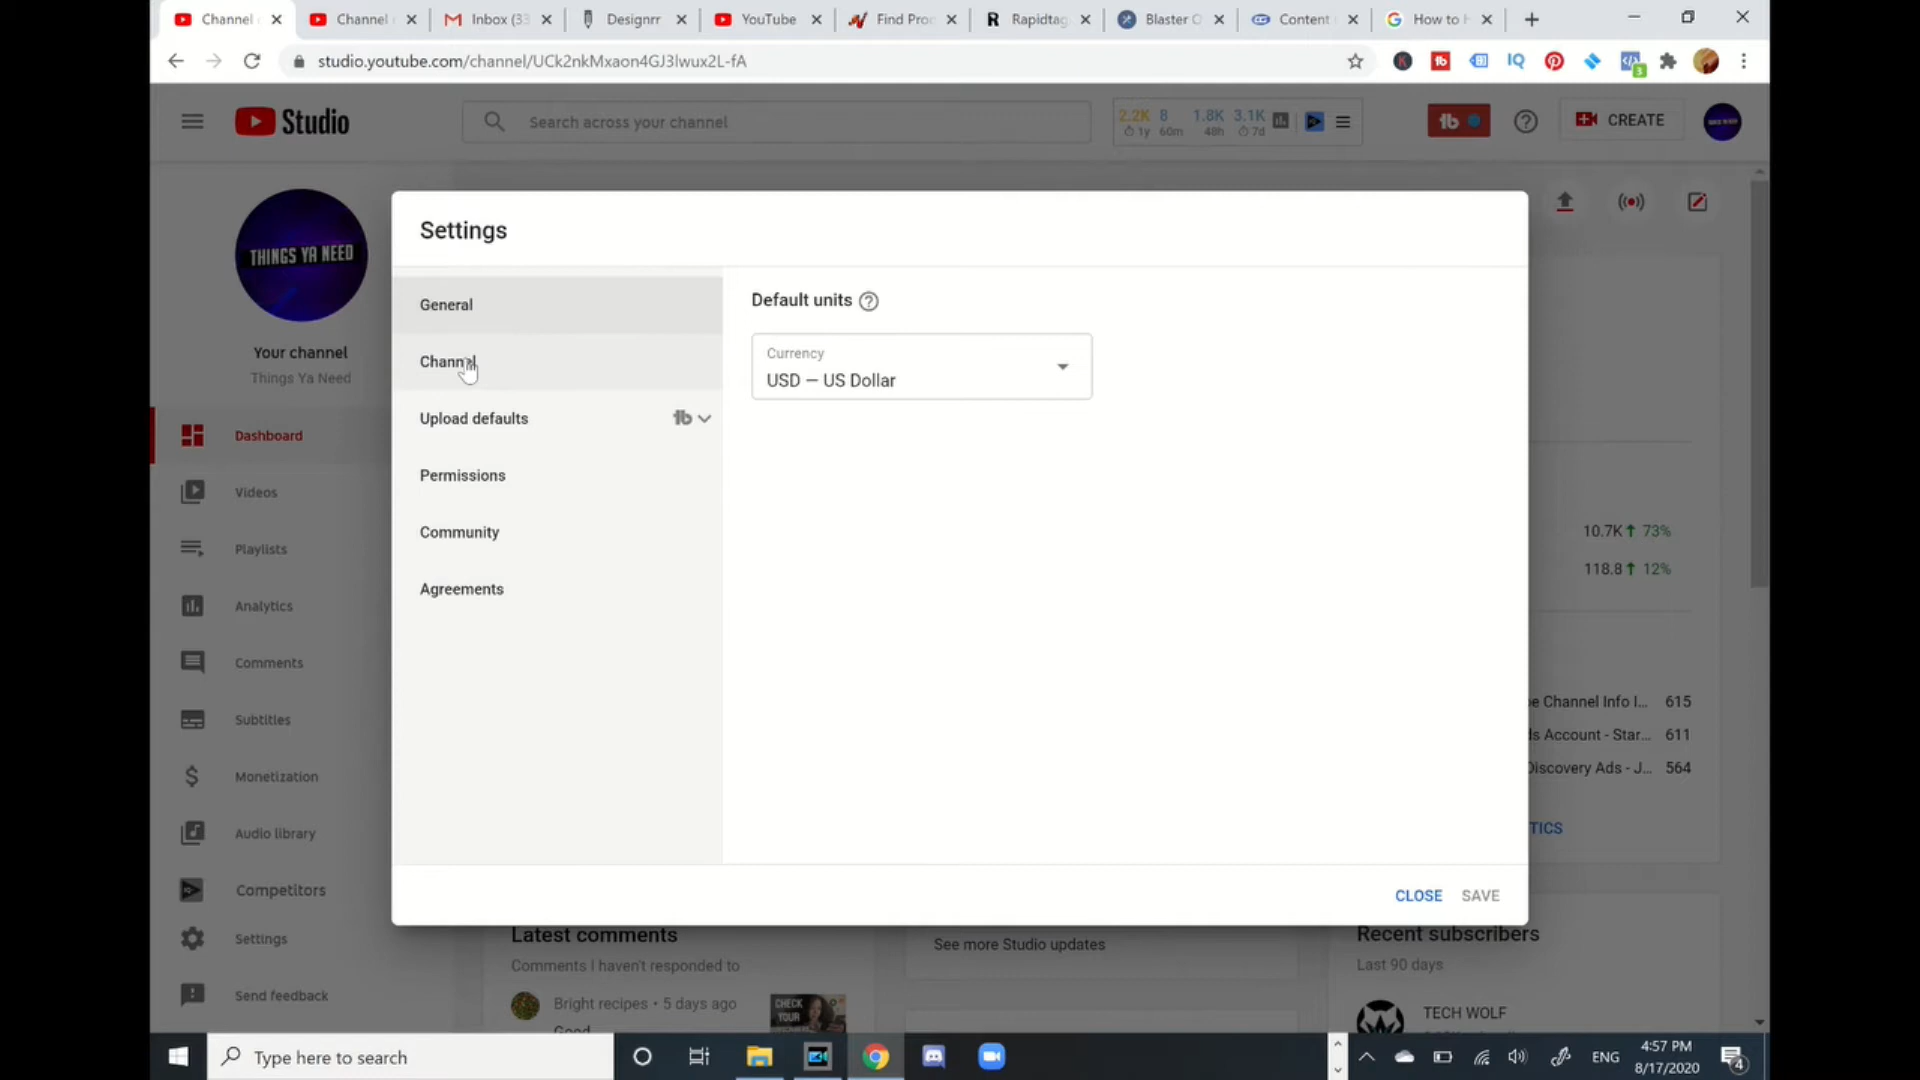 Channel
Channel
Inbox (33
Designrr
YouTube
Find Pro
Rapidtag
Blaster
Content
How to
studio.youtube.com/channel/UCk2nkMxaon4GJ3lwux2L-fA
Studio
Search across your channel
2.2K 8 1.8K 3.1K
1y 60m 48h 7d
CREATE
THINGS YA NEED
Your channel
Things Ya Need
Dashboard
Videos
Playlists
Analytics
Comments
Subtitles
Monetization
Audio library
Competitors
Settings
Send feedback
Settings
General
Channel
Upload defaults
Permissions
Community
Agreements
Default units
Currency
USD — US Dollar
CLOSE SAVE
10.7K 73%
118.8 12%
e Channel Info I... 615
ds Account - Star... 611
Discovery Ads - J... 564
TICS
Latest comments
Comments I haven't responded to
Bright recipes • 5 days ago
Good
CHECK
YOUR
See more Studio updates
Recent subscribers
Last 90 days
TECH WOLF
Type here to search
ENG
4:57 PM
8/17/2020
4